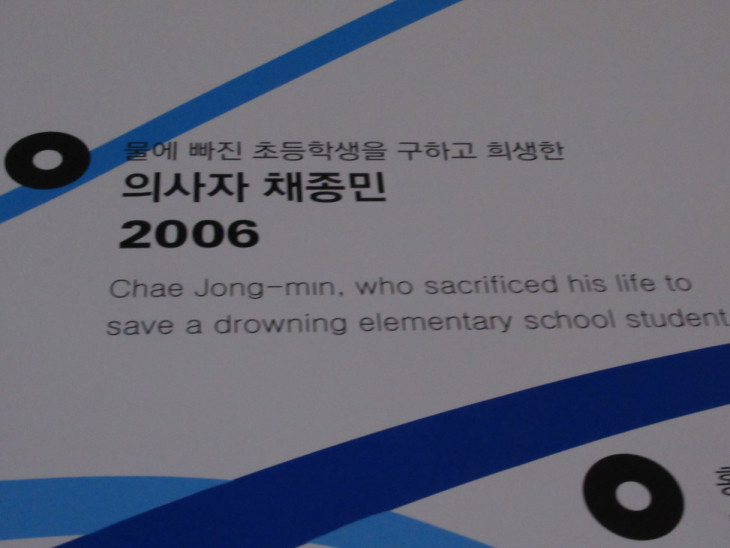 물에 빠진 초등학생을 구하고 희생한
의사자 채종민
2006
Chae Jong-min, who sacrificed his life to
save a drowning elementary school student